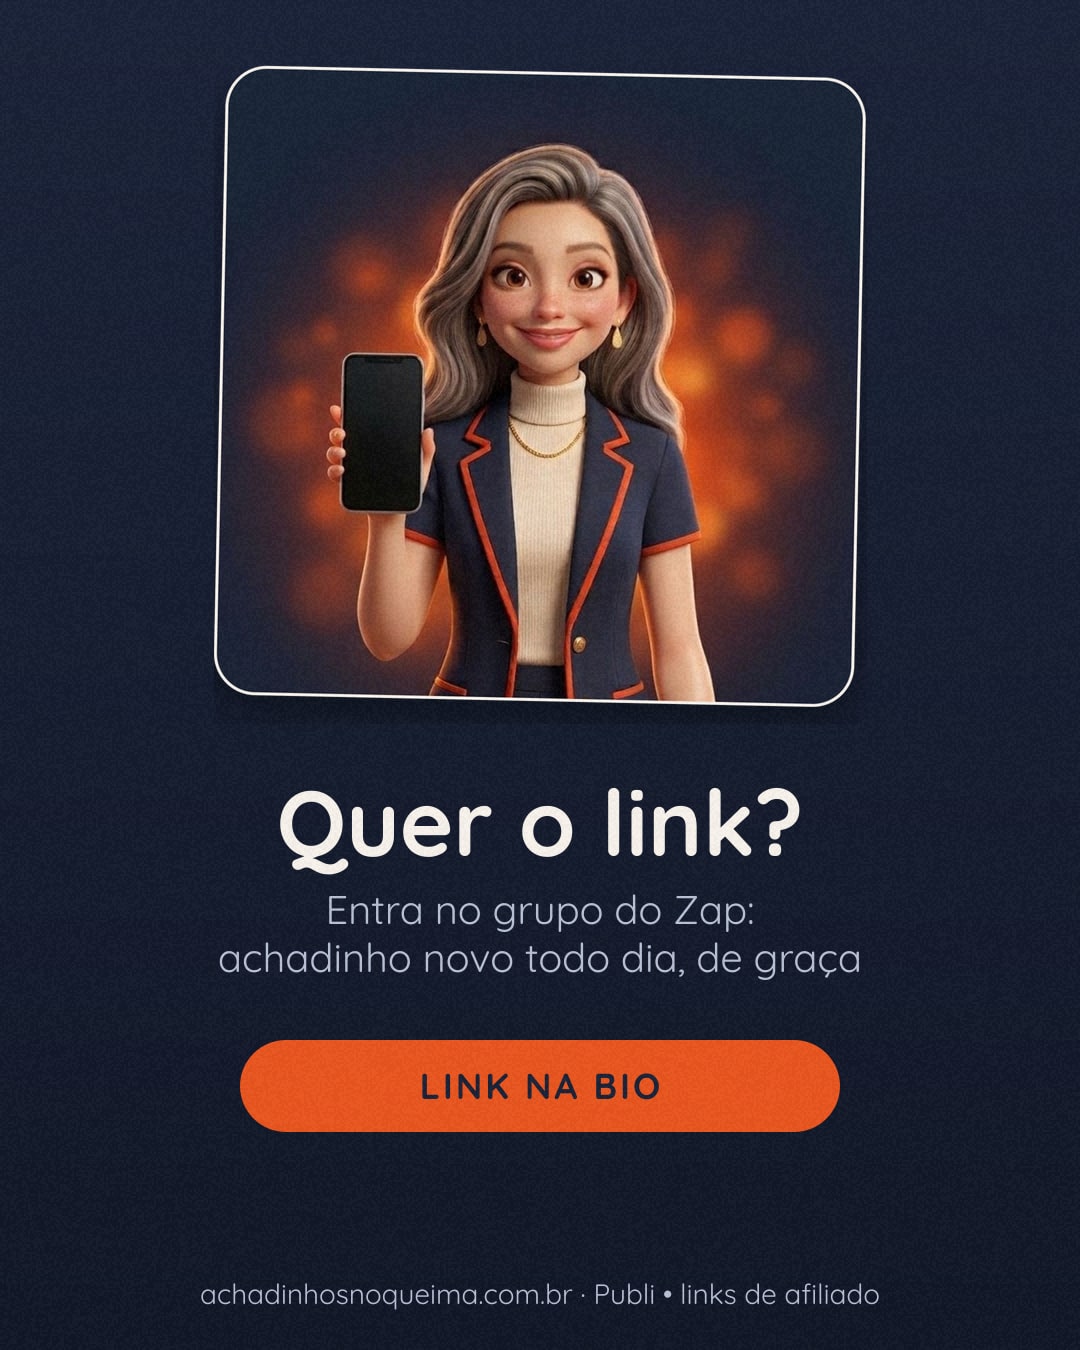 Quer o link?
Entra no grupo do Zap:
achadinho novo todo dia, de graça
LINK NA BIO
achadinhosnoqueima.com.br · Publi • links de afiliado